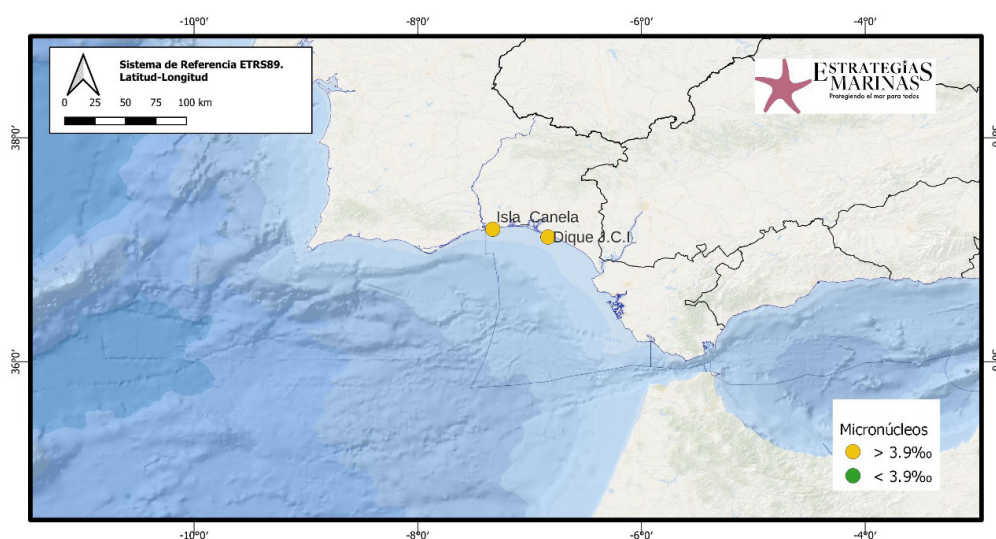 -10°0′ -8°0′ -6°0′ -4°0′
Sistema de Referencia ETRS89.
Latitud-Longitud
0 25 50 75 100 km
ESTRATEGIAS
MARINAS
Protegiendo el mar para todos
38°0′
Isla Canela
Dique J.C.I
36°0′
Micronúcleos
> 3.9‰
< 3.9‰
-10°0′ -8°0′ -6°0′ -4°0′